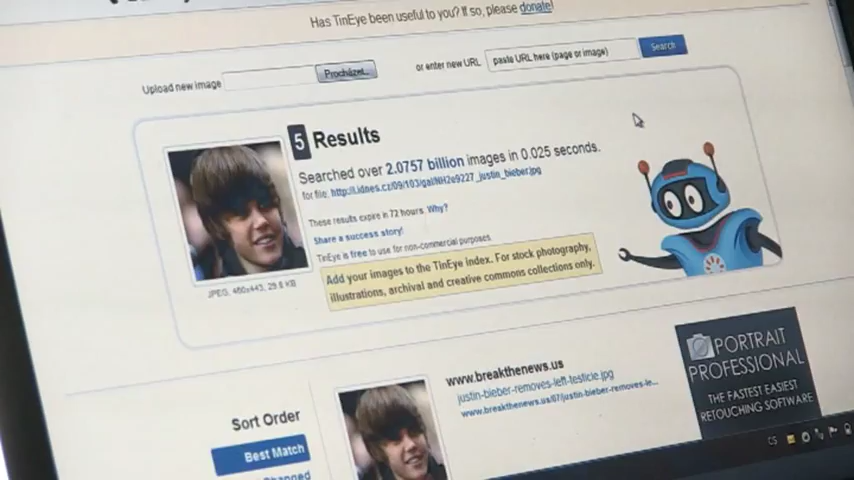 Has TinEye been useful to you? If so, please donate!
Upload new image
Procházet...
or enter new URL
paste URL here (page or image)
Search
5 Results
Searched over 2.0757 billion images in 0.025 seconds.
for file: http://i.idnes.cz/09/103/gal/NH2e9227_justin_bieber.jpg
These results expire in 72 hours. Why?
Share a success story!
TinEye is free to use for non-commercial purposes.
Add your images to the TinEye index. For stock photography,
illustrations, archival and creative commons collections only.
JPEG, 460x443, 29.8 KB
www.breakthenews.us
justin-bieber-removes-left-testicle.jpg
www.breakthenews.us/67/justin-bieber-removes-le...
Sort Order
Best Match
PORTRAIT
PROFESSIONAL
THE FASTEST EASIEST
RETOUCHING SOFTWARE
CS